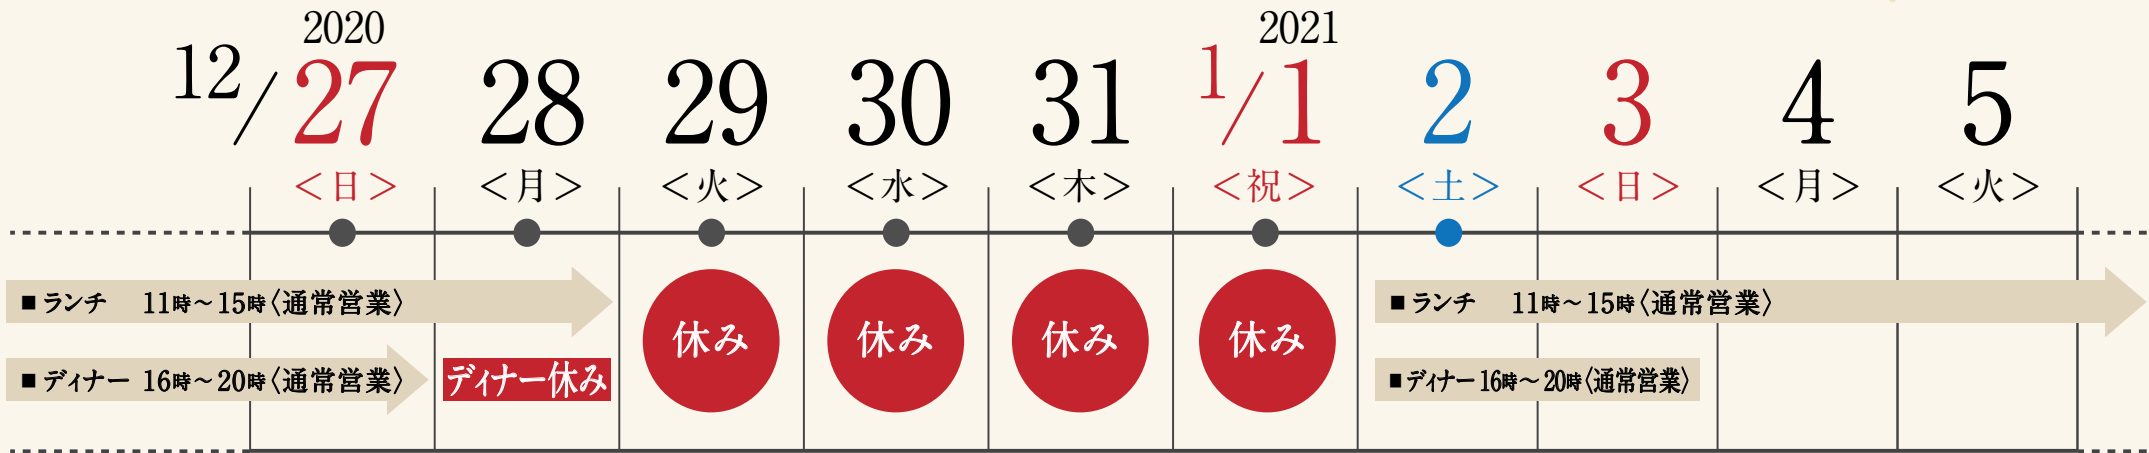 2020 2021
12/27 28 29 30 31 1/1 2 3 4 5
<日> <月> <火> <水> <木> <祝> <土> <日> <月> <火>
■ランチ 11時～15時〈通常営業〉 休み 休み 休み 休み ■ランチ 11時～15時〈通常営業〉
■ディナー 16時～20時〈通常営業〉 ディナー休み ■ディナー16時～20時〈通常営業〉